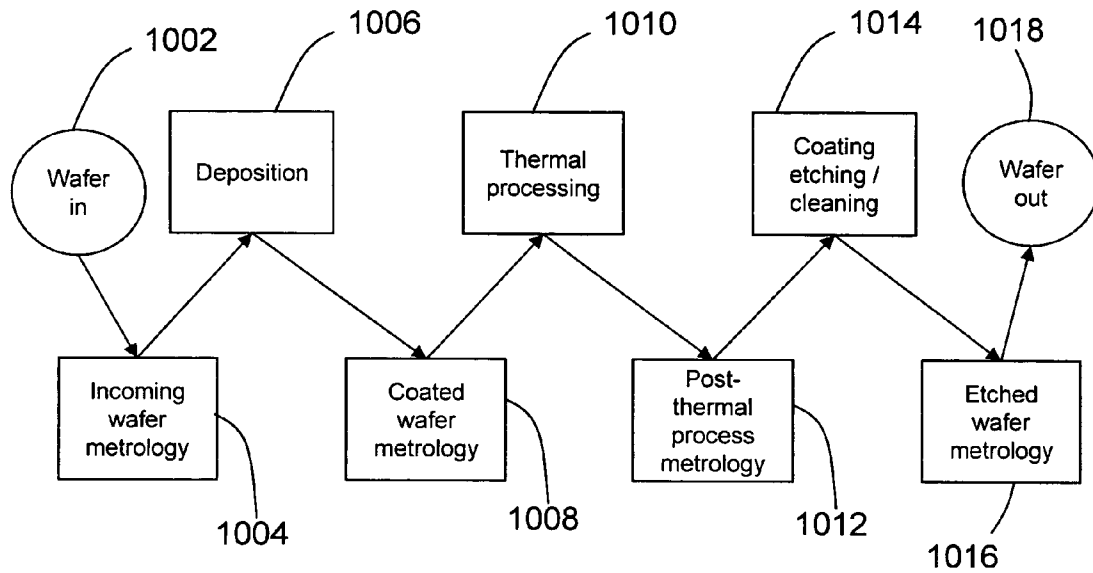 1002
1006
1010
1014
1018
Wafer
in
Deposition
Thermal
processing
Coating
etching /
cleaning
Wafer
out
Incoming
wafer
metrology
Coated
wafer
metrology
Post-
thermal
process
metrology
Etched
wafer
metrology
1004
1008
1012
1016